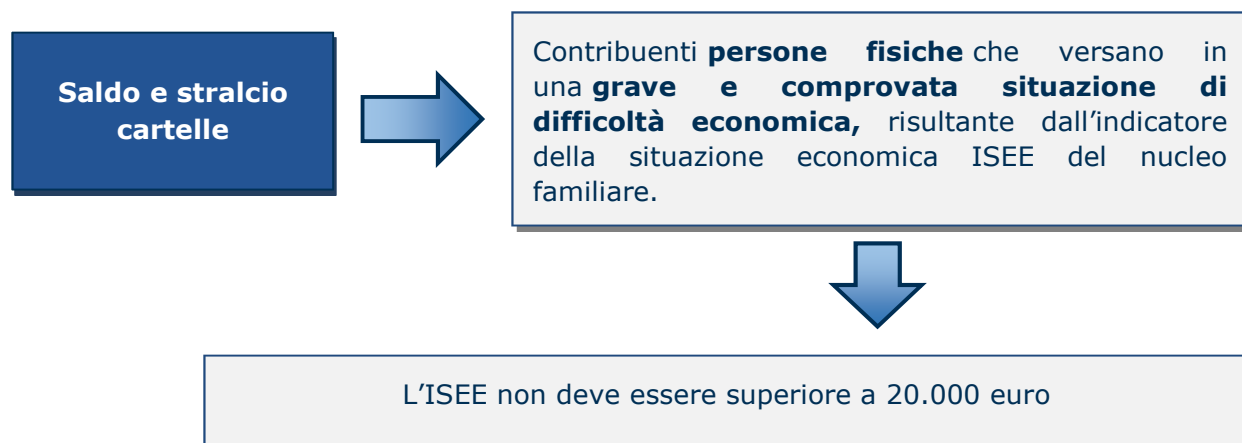 Saldo e stralcio
cartelle
Contribuenti persone fisiche che versano in
una grave e comprovata situazione di
difficoltà economica, risultante dall’indicatore
della situazione economica ISEE del nucleo
familiare.
L’ISEE non deve essere superiore a 20.000 euro